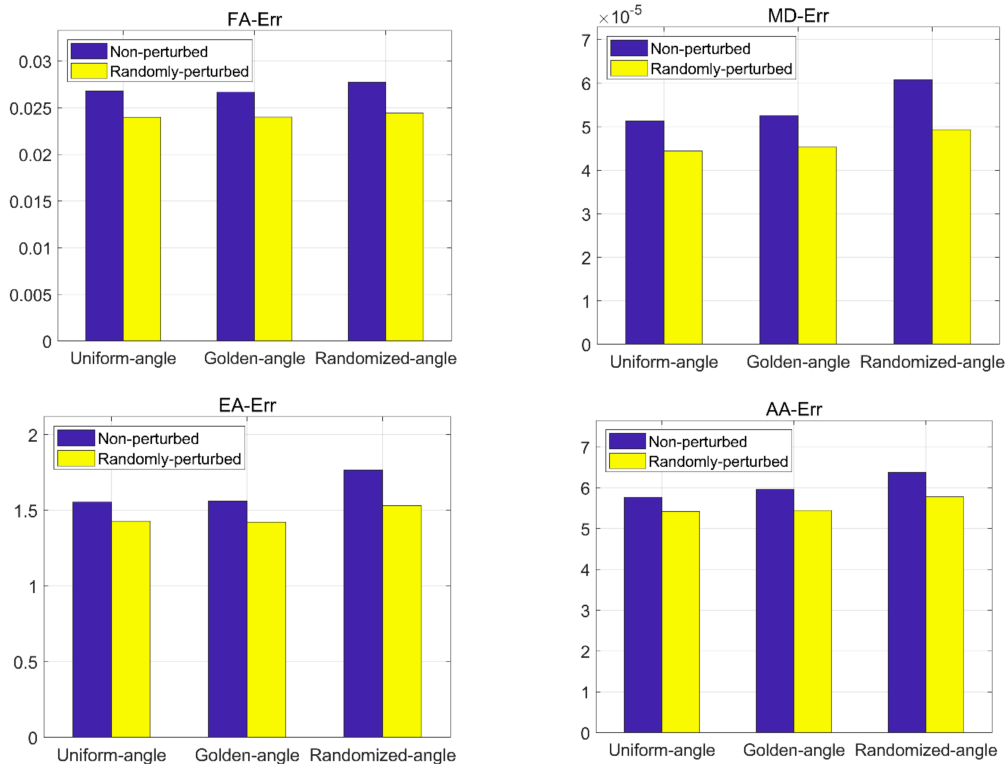 FA-Err
0.03
0.025
0.02
0.015
0.01
0.005
0
Non-perturbed
Randomly-perturbed
Uniform-angle Golden-angle Randomized-angle
MD-Err
×10-5
7
6
5
4
3
2
1
0
Non-perturbed
Randomly-perturbed
Uniform-angle Golden-angle Randomized-angle
EA-Err
2
1.5
1
0.5
0
Non-perturbed
Randomly-perturbed
Uniform-angle Golden-angle Randomized-angle
AA-Err
7
6
5
4
3
2
1
0
Non-perturbed
Randomly-perturbed
Uniform-angle Golden-angle Randomized-angle